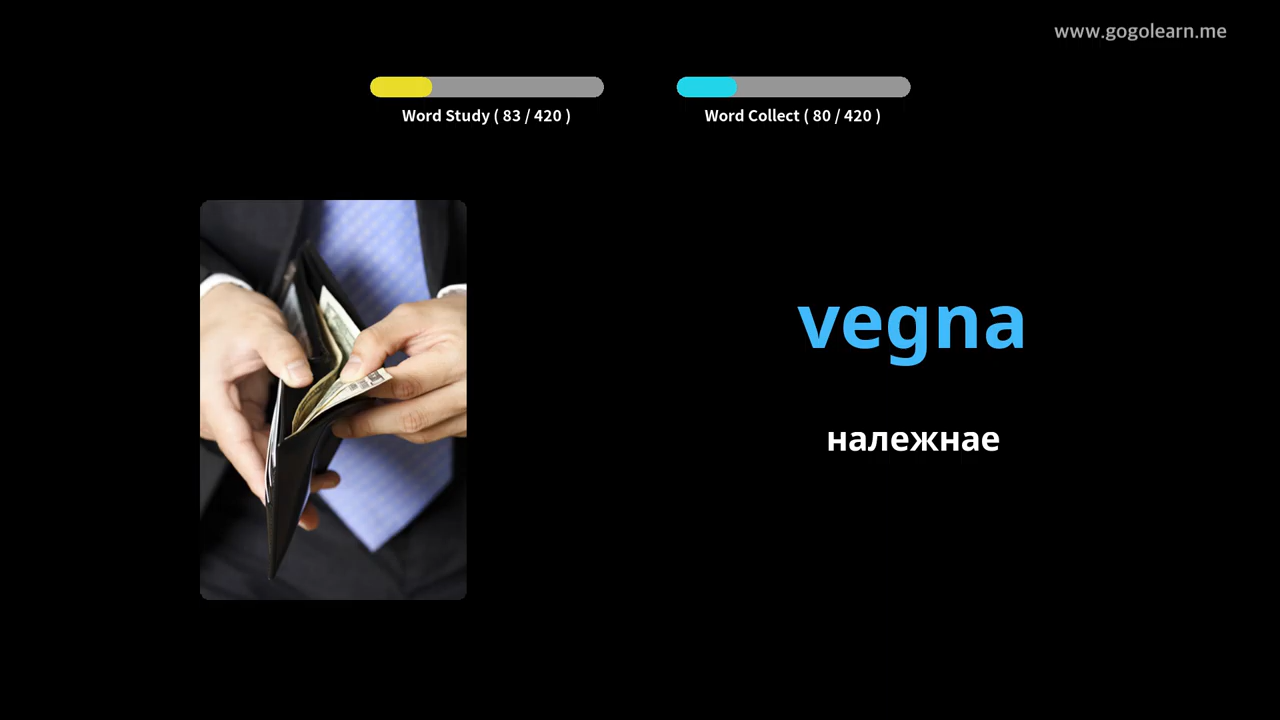 www.gogolearn.me
Word Study ( 83 / 420 )
Word Collect ( 80 / 420 )
vegna
належнае